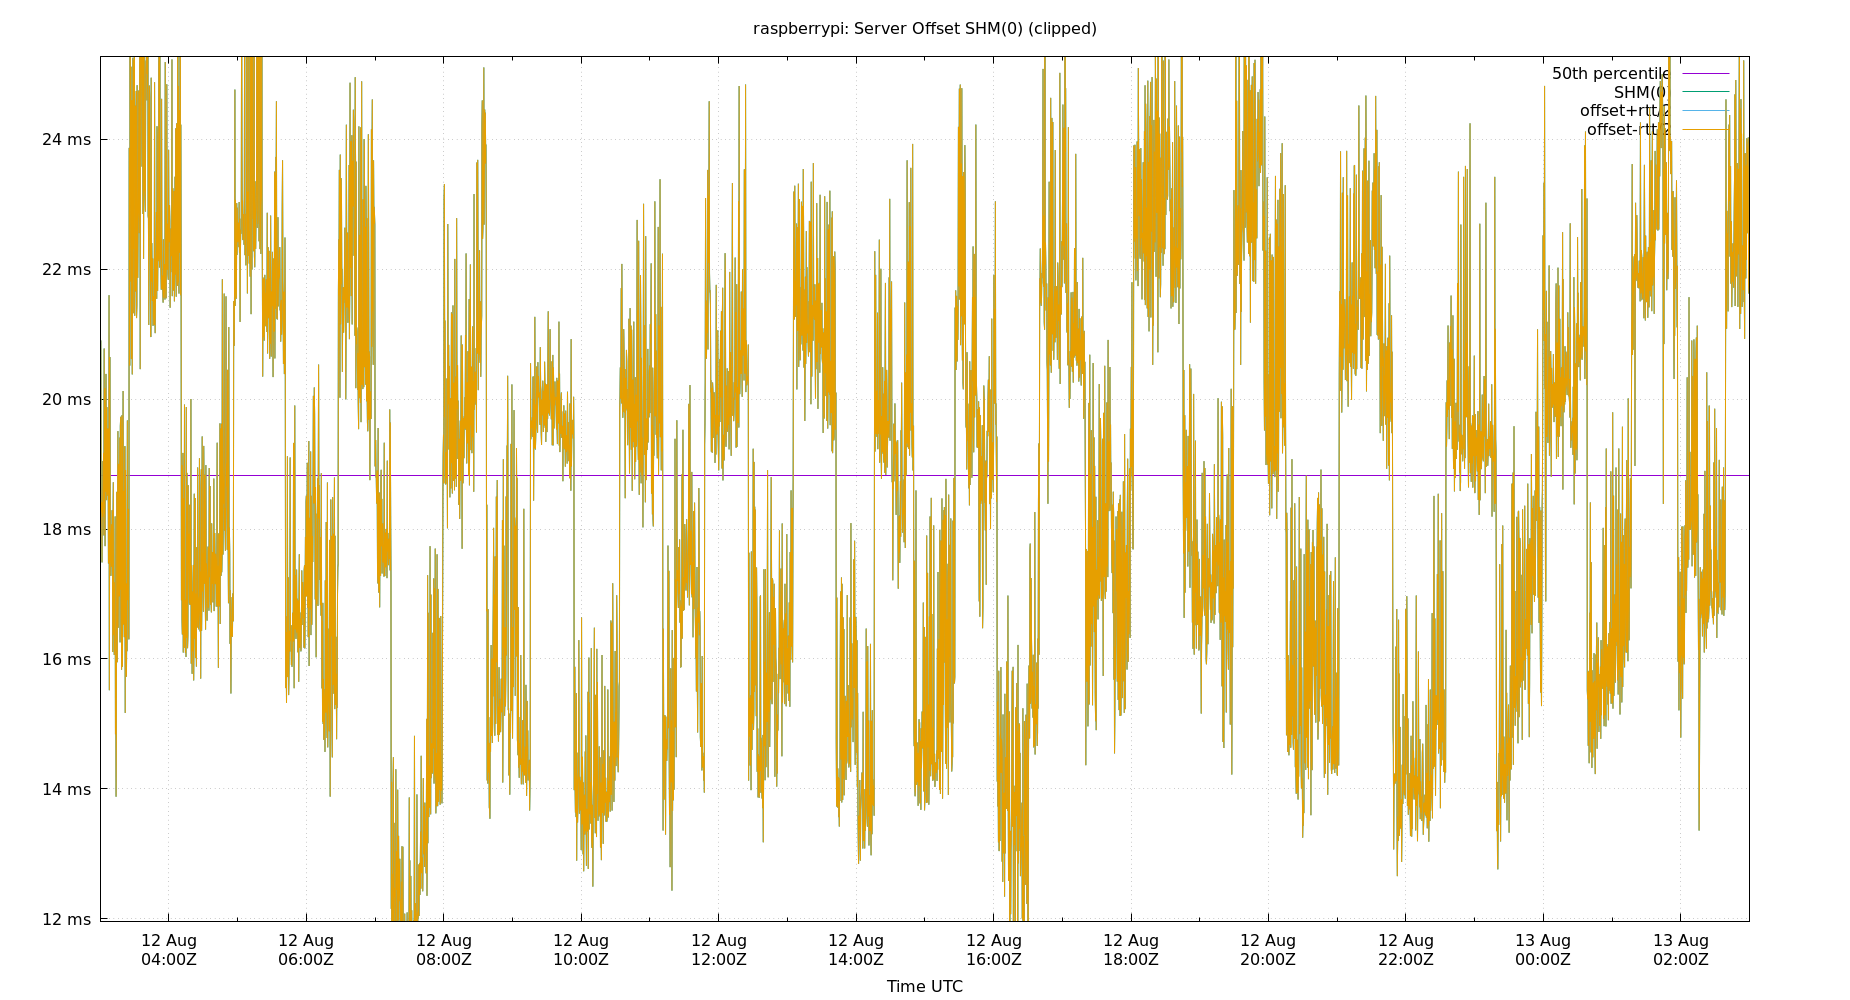 raspberrypi: Server Offset SHM(0) (clipped)
50th percentile
SHM(0)
offset+rtt/2
offset-rtt/2
24 ms
22 ms
20 ms
18 ms
16 ms
14 ms
12 ms
12 Aug 12 Aug 12 Aug 12 Aug 12 Aug 12 Aug 12 Aug 12 Aug 12 Aug 12 Aug 13 Aug 13 Aug
04:00Z 06:00Z 08:00Z 10:00Z 12:00Z 14:00Z 16:00Z 18:00Z 20:00Z 22:00Z 00:00Z 02:00Z
Time UTC